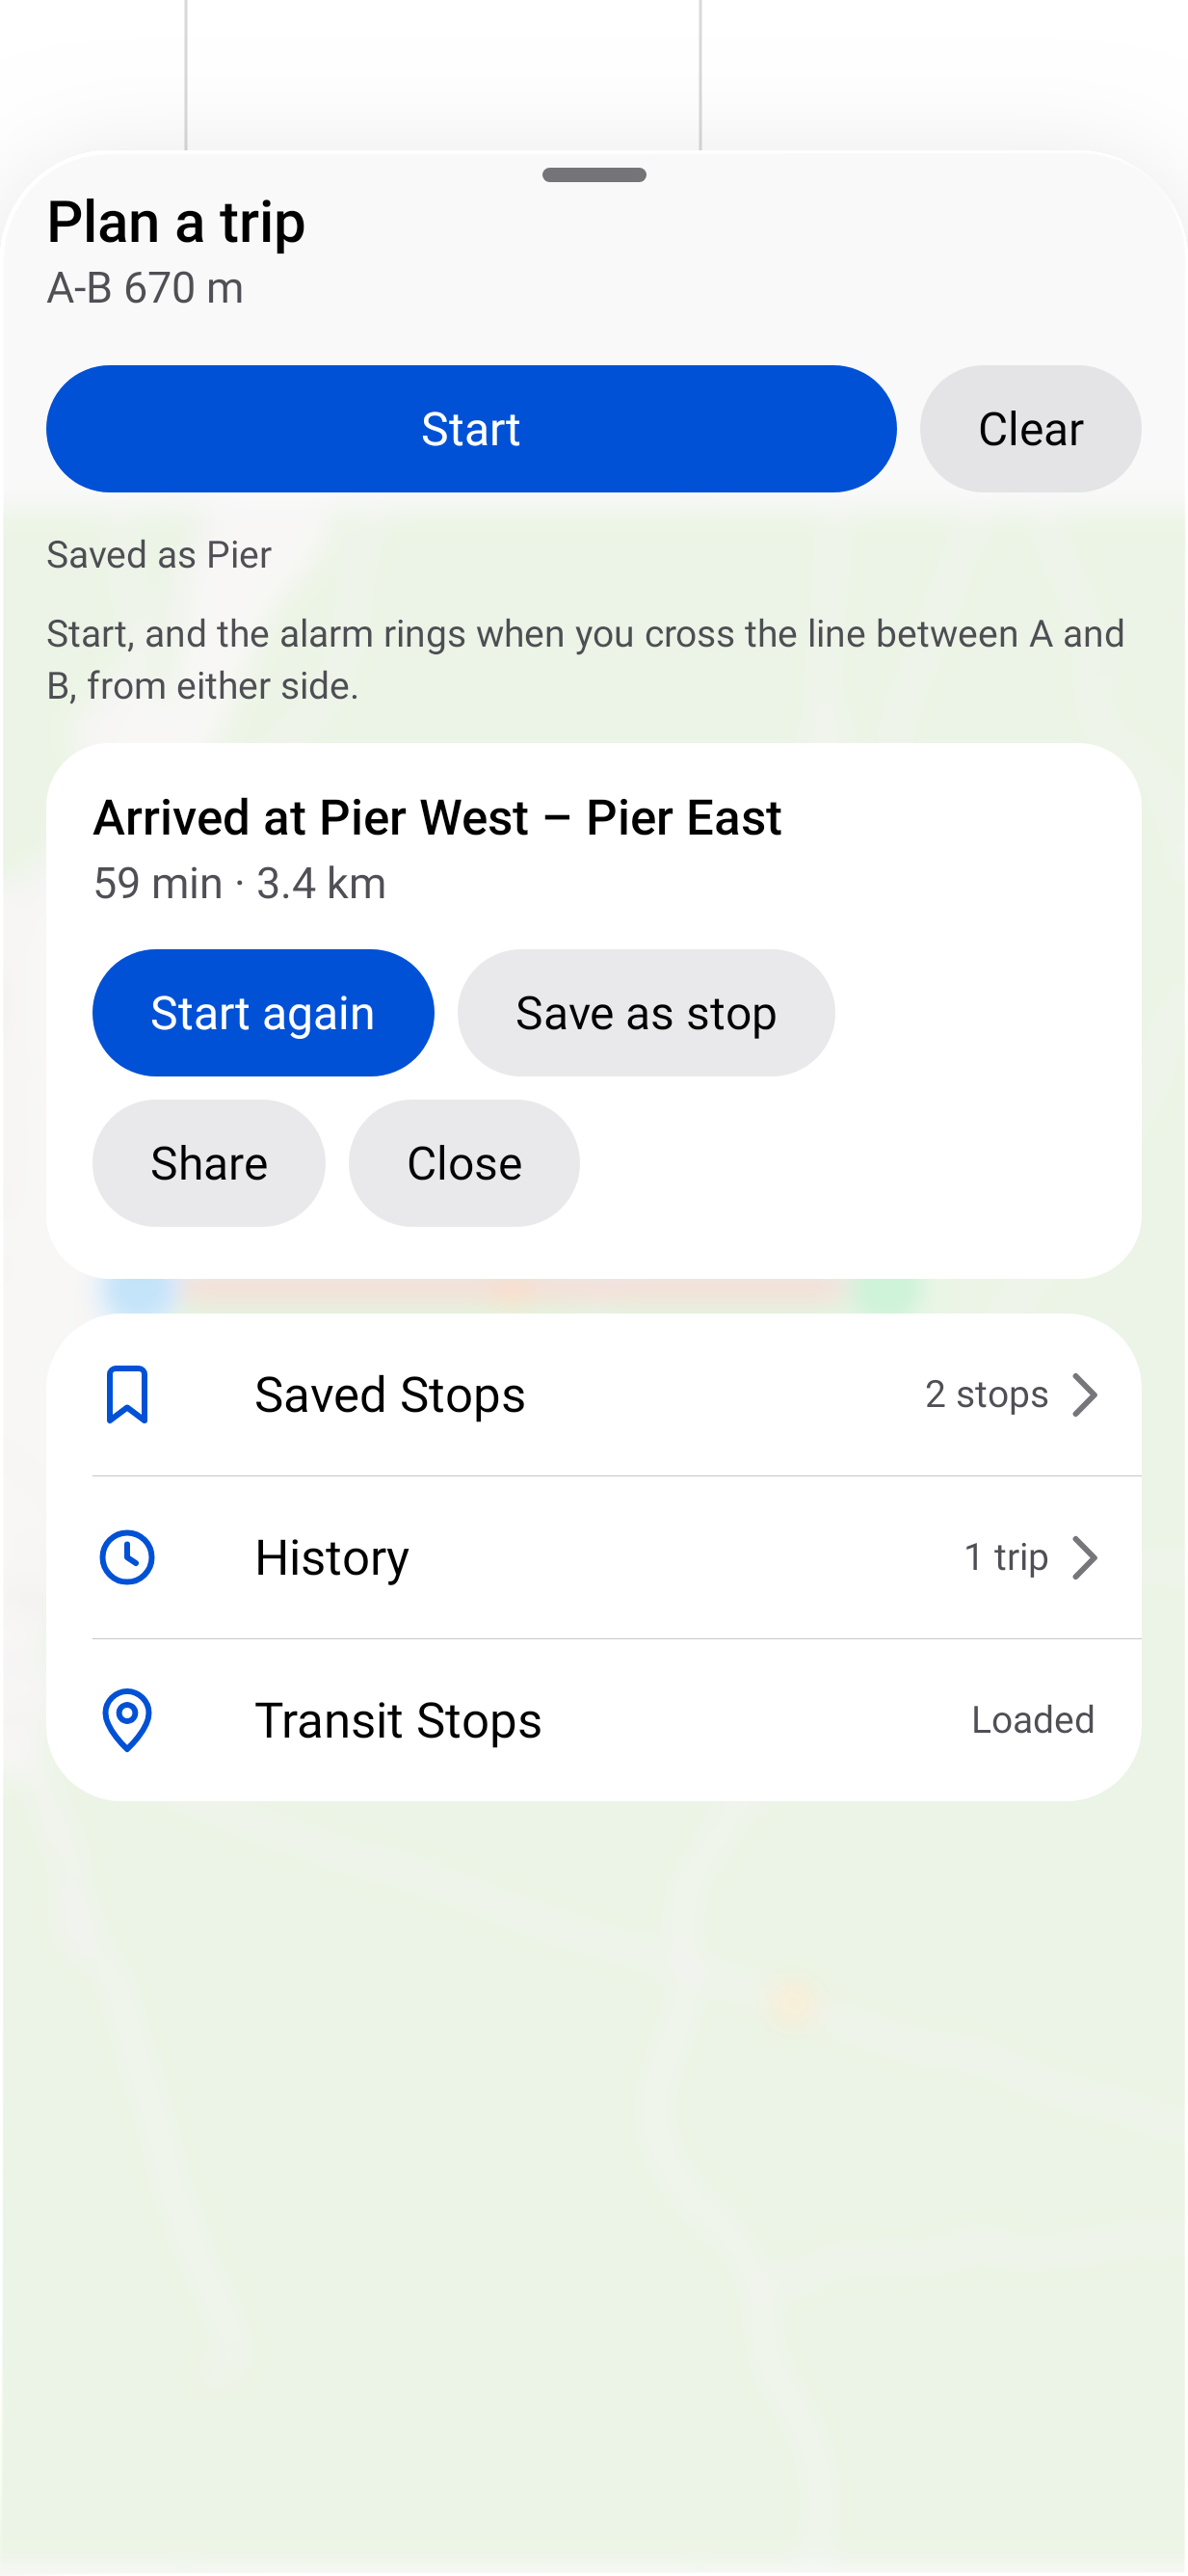 Plan a trip
A-B 670 m
Start
Clear
Saved as Pier
Start, and the alarm rings when you cross the line between A and
B, from either side.
Arrived at Pier West – Pier East
59 min · 3.4 km
Start again
Save as stop
Share
Close
Saved Stops
2 stops
History
1 trip
Transit Stops
Loaded